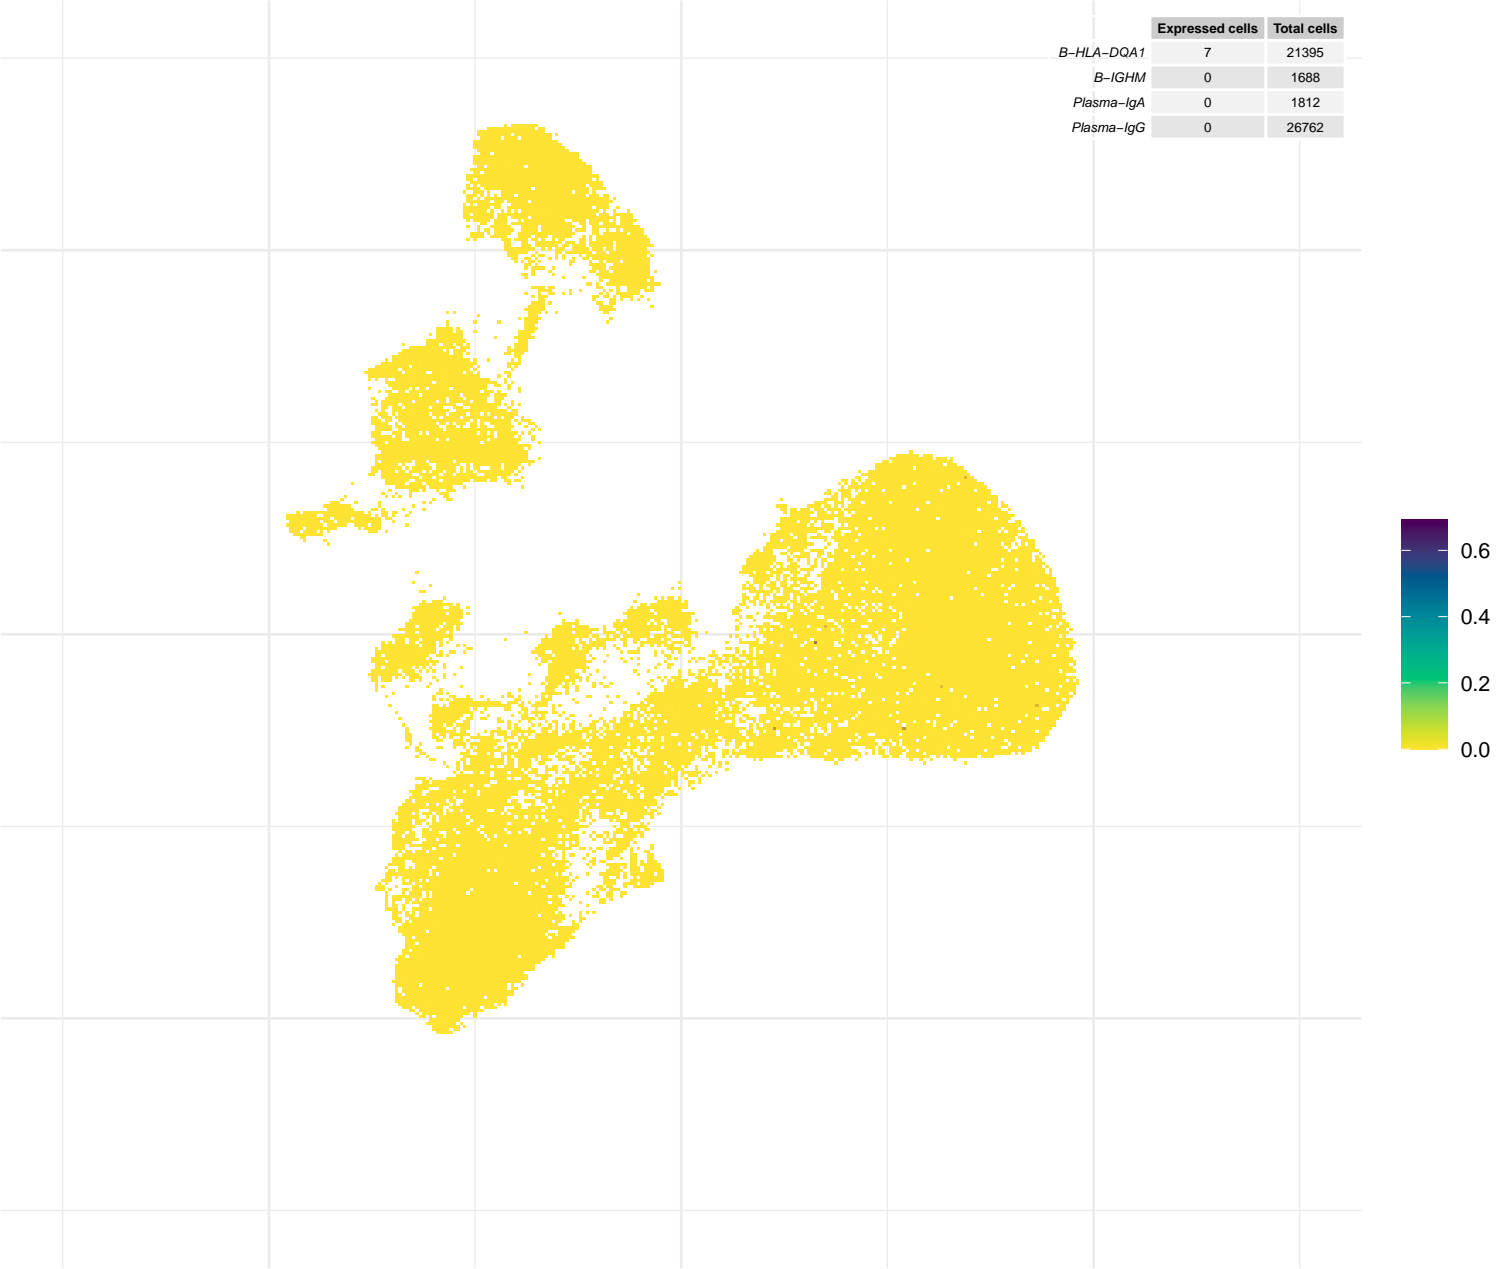 Expressed cells Total cells
B−HLA−DQA1 7 21395
B−IGHM 0 1688
Plasma−IgA 0 1812
Plasma−IgG 0 26762
0.6
0.4
0.2
0.0